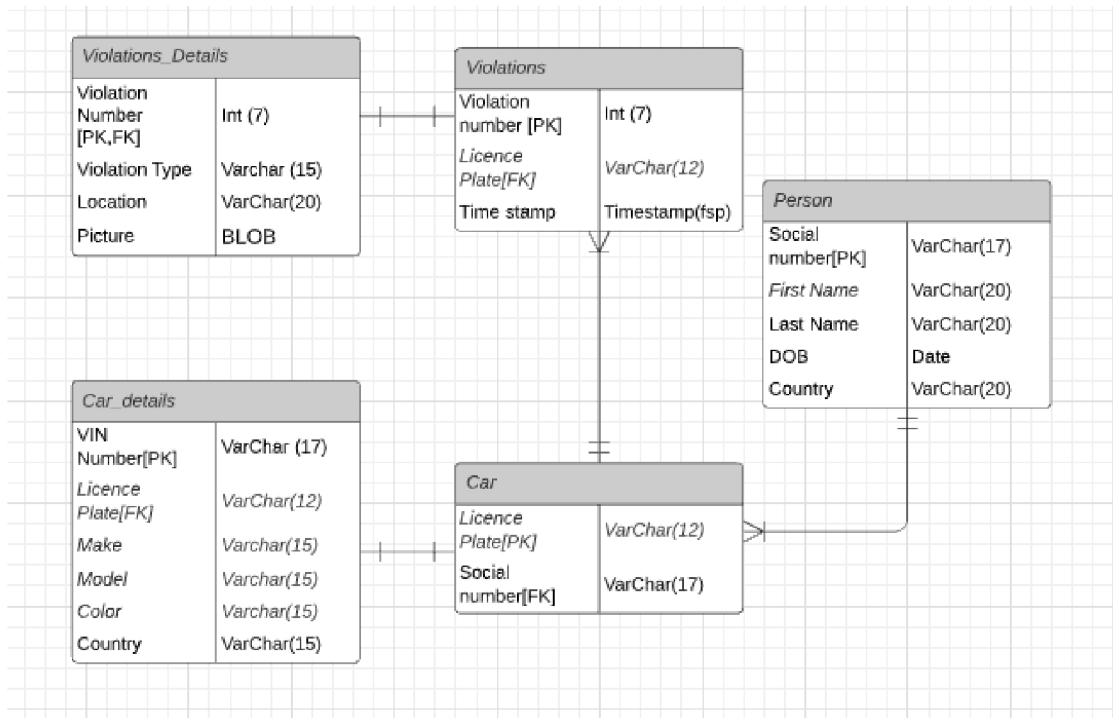 Violations_Details
Violation
Number
[PK,FK]
Int (7)
Violation Type
Varchar (15)
Location
VarChar(20)
Picture
BLOB
Violations
Violation
number [PK]
Int (7)
Licence
Plate[FK]
VarChar(12)
Time stamp
Timestamp(fsp)
Person
Social
number[PK]
VarChar(17)
First Name
VarChar(20)
Last Name
VarChar(20)
DOB
Date
Country
VarChar(20)
Car_details
VIN
Number[PK]
VarChar (17)
Licence
Plate[FK]
VarChar(12)
Make
Varchar(15)
Model
Varchar(15)
Color
Varchar(15)
Country
VarChar(15)
Car
Licence
Plate[PK]
VarChar(12)
Social
number[FK]
VarChar(17)